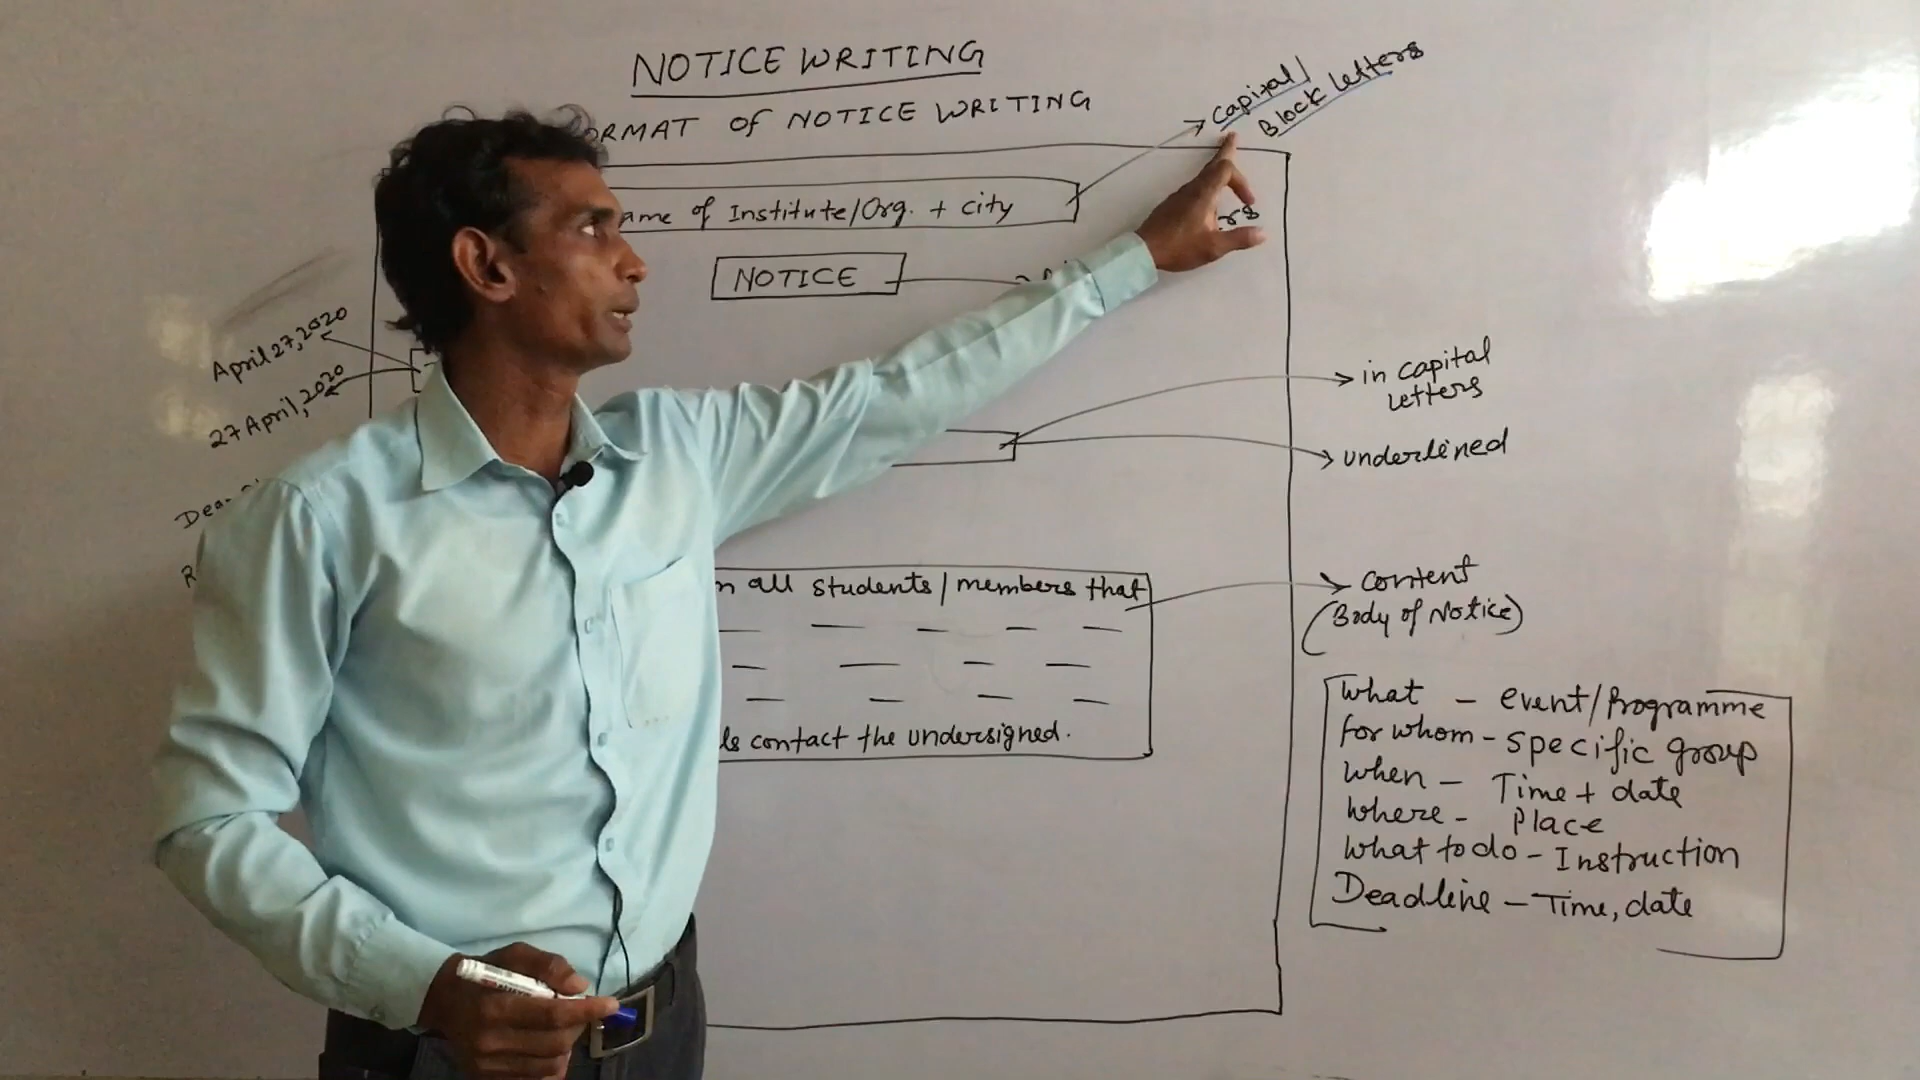 NOTICE WRITING
FORMAT of NOTICE WRITING
Capital/
Block letters
ame of Institute/Org. + city
rs
NOTICE
April 27, 2020
27 April, 2020
in capital
letters
underlined
n all students/members that
content
(Body of Notice)
contact the undersigned.
What - event/Programme
for whom - specific group
when - Time + date
where - Place
what to do - Instruction
Deadline - Time, date